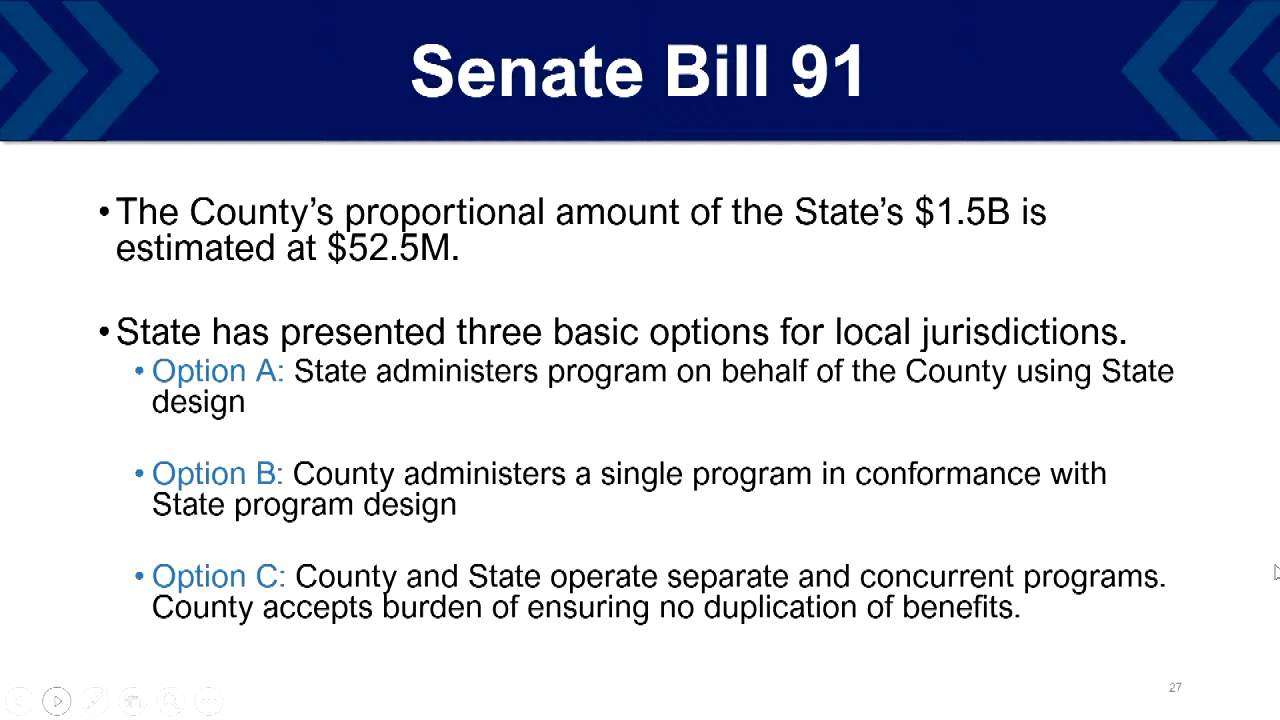 Senate Bill 91
•The County’s proportional amount of the State’s $1.5B is
estimated at $52.5M.
•State has presented three basic options for local jurisdictions.
•Option A: State administers program on behalf of the County using State
design
•Option B: County administers a single program in conformance with
State program design
•Option C: County and State operate separate and concurrent programs.
County accepts burden of ensuring no duplication of benefits.
27